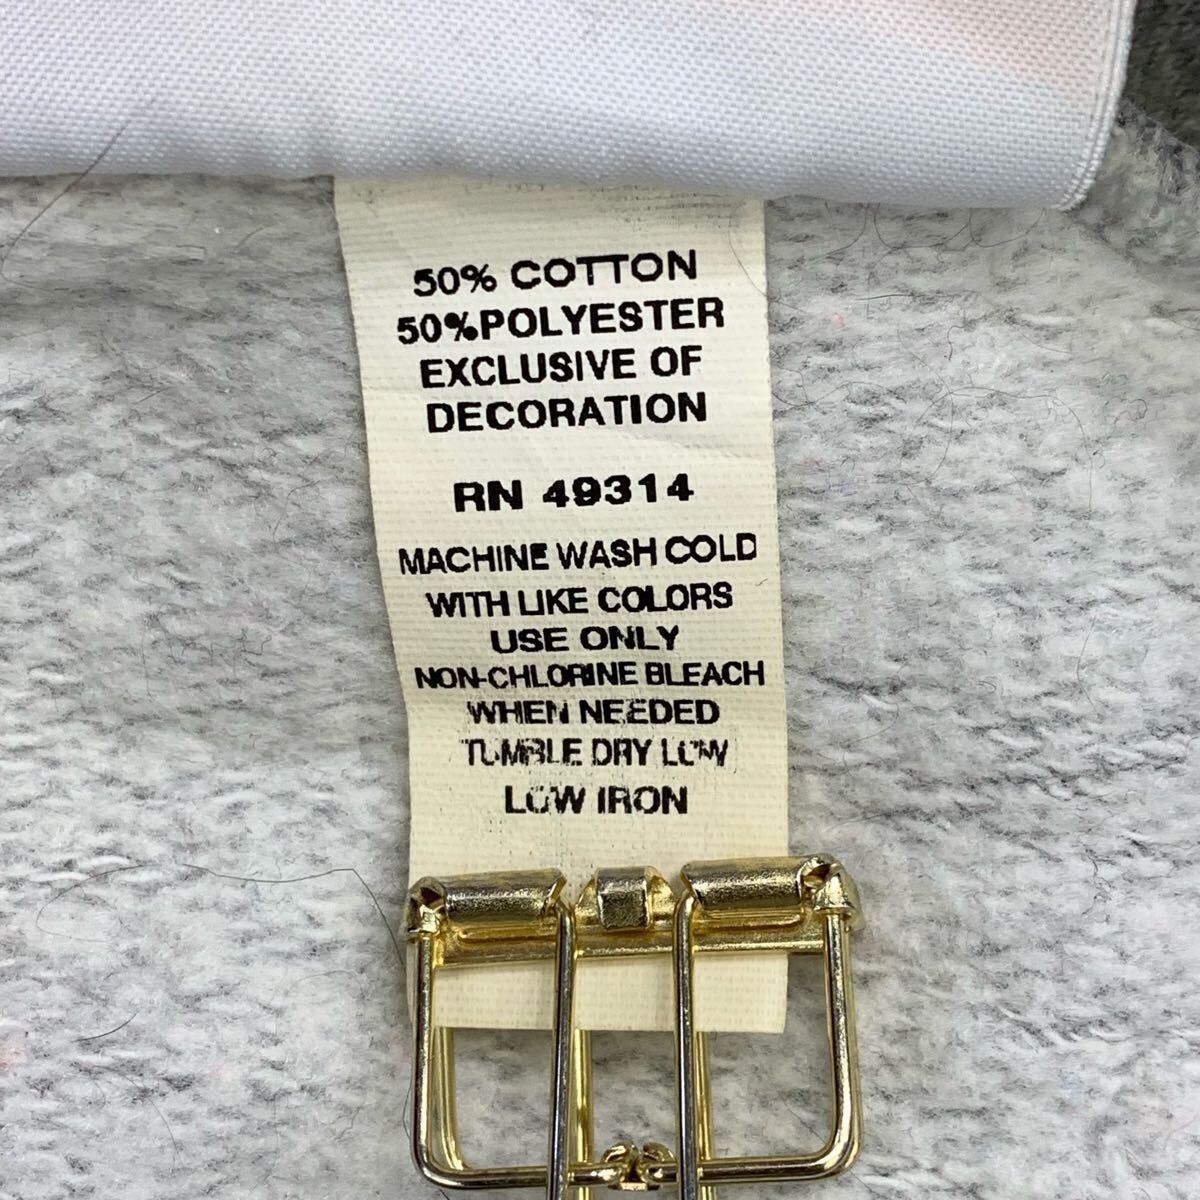 50% COTTON
50%POLYESTER
EXCLUSIVE OF
DECORATION
RN 49314
MACHINE WASH COLD
WITH LIKE COLORS
USE ONLY
NON-CHLORINE BLEACH
WHEN NEEDED
TUMBLE DRY LOW
LOW IRON